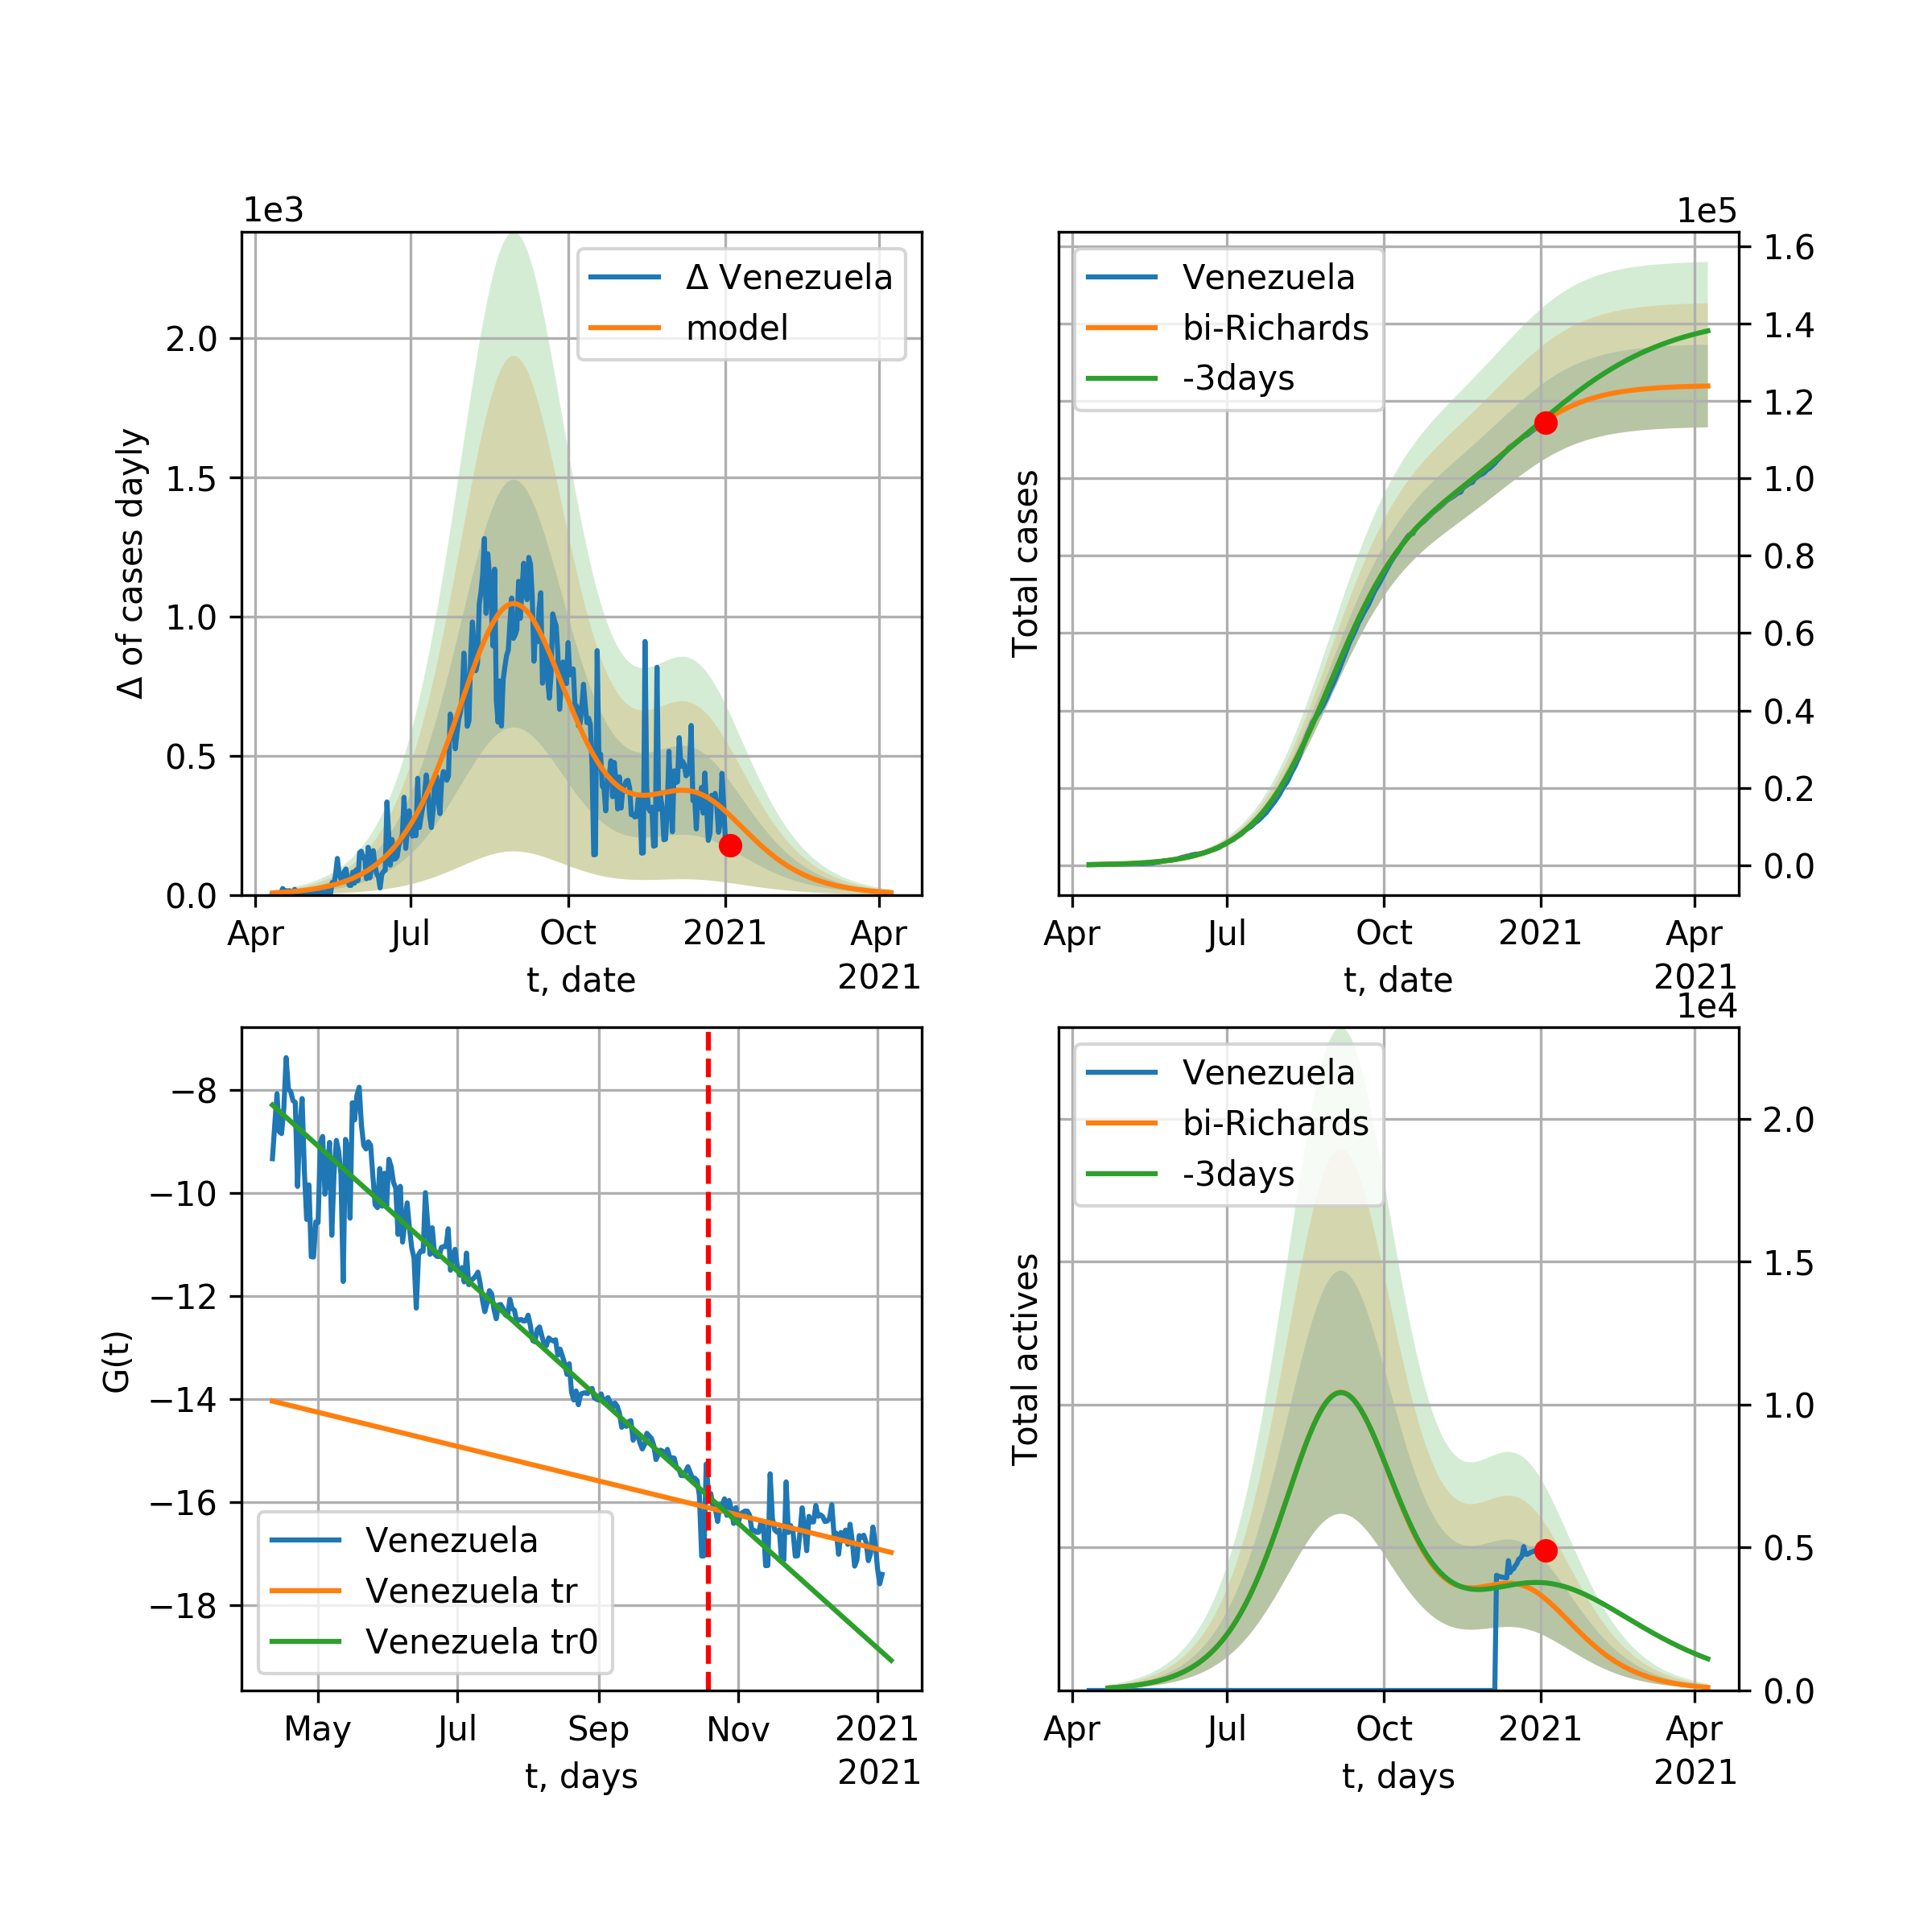 1e3
Δ of cases dayly
2.0
1.5
1.0
0.5
0.0
Δ Venezuela
model
Apr
Jul
Oct
2021
Apr
2021
t, date
1e5
Total cases
Venezuela
bi-Richards
-3days
1.6
1.4
1.2
1.0
0.8
0.6
0.4
0.2
0.0
Apr
Jul
Oct
2021
Apr
2021
t, date
G(t)
−8
−10
−12
−14
−16
−18
Venezuela
Venezuela tr
Venezuela tr0
May
Jul
Sep
Nov
2021
2021
t, days
1e4
Total actives
Venezuela
bi-Richards
-3days
2.0
1.5
1.0
0.5
0.0
Apr
Jul
Oct
2021
Apr
2021
t, days